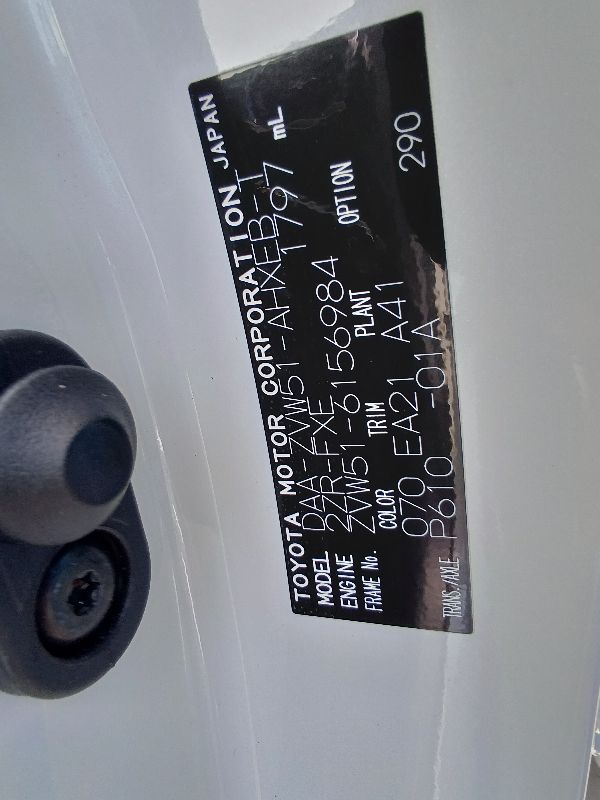 TOYOTA MOTOR CORPORATION JAPAN
MODEL DAA-ZVW51-AHXEB-T
ENGINE 2ZR-FXE 1797 mL
FRAME No. ZVW51-6156984
COLOR TRIM PLANT OPTION
070 EA21 A41 290
TRANS./AXLE P610 -01A